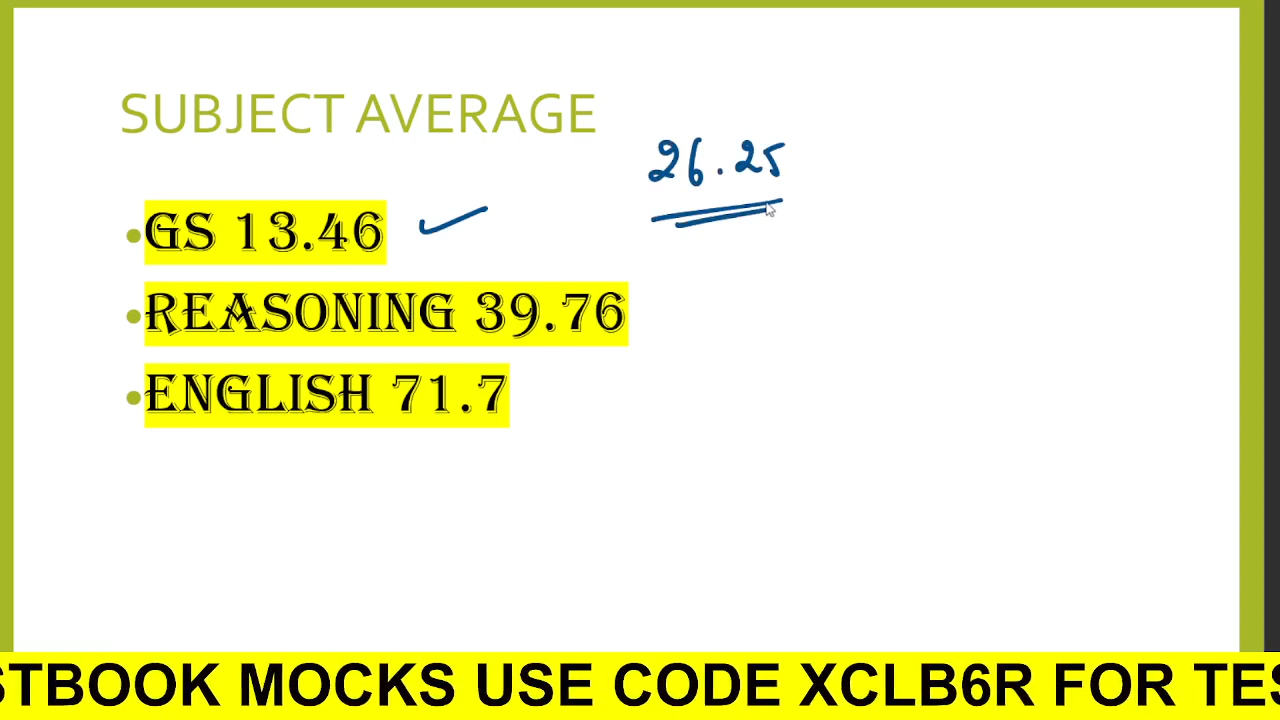 SUBJECT AVERAGE
26.25
•GS 13.46
•REASONING 39.76
•ENGLISH 71.7
STBOOK MOCKS USE CODE XCLB6R FOR TES